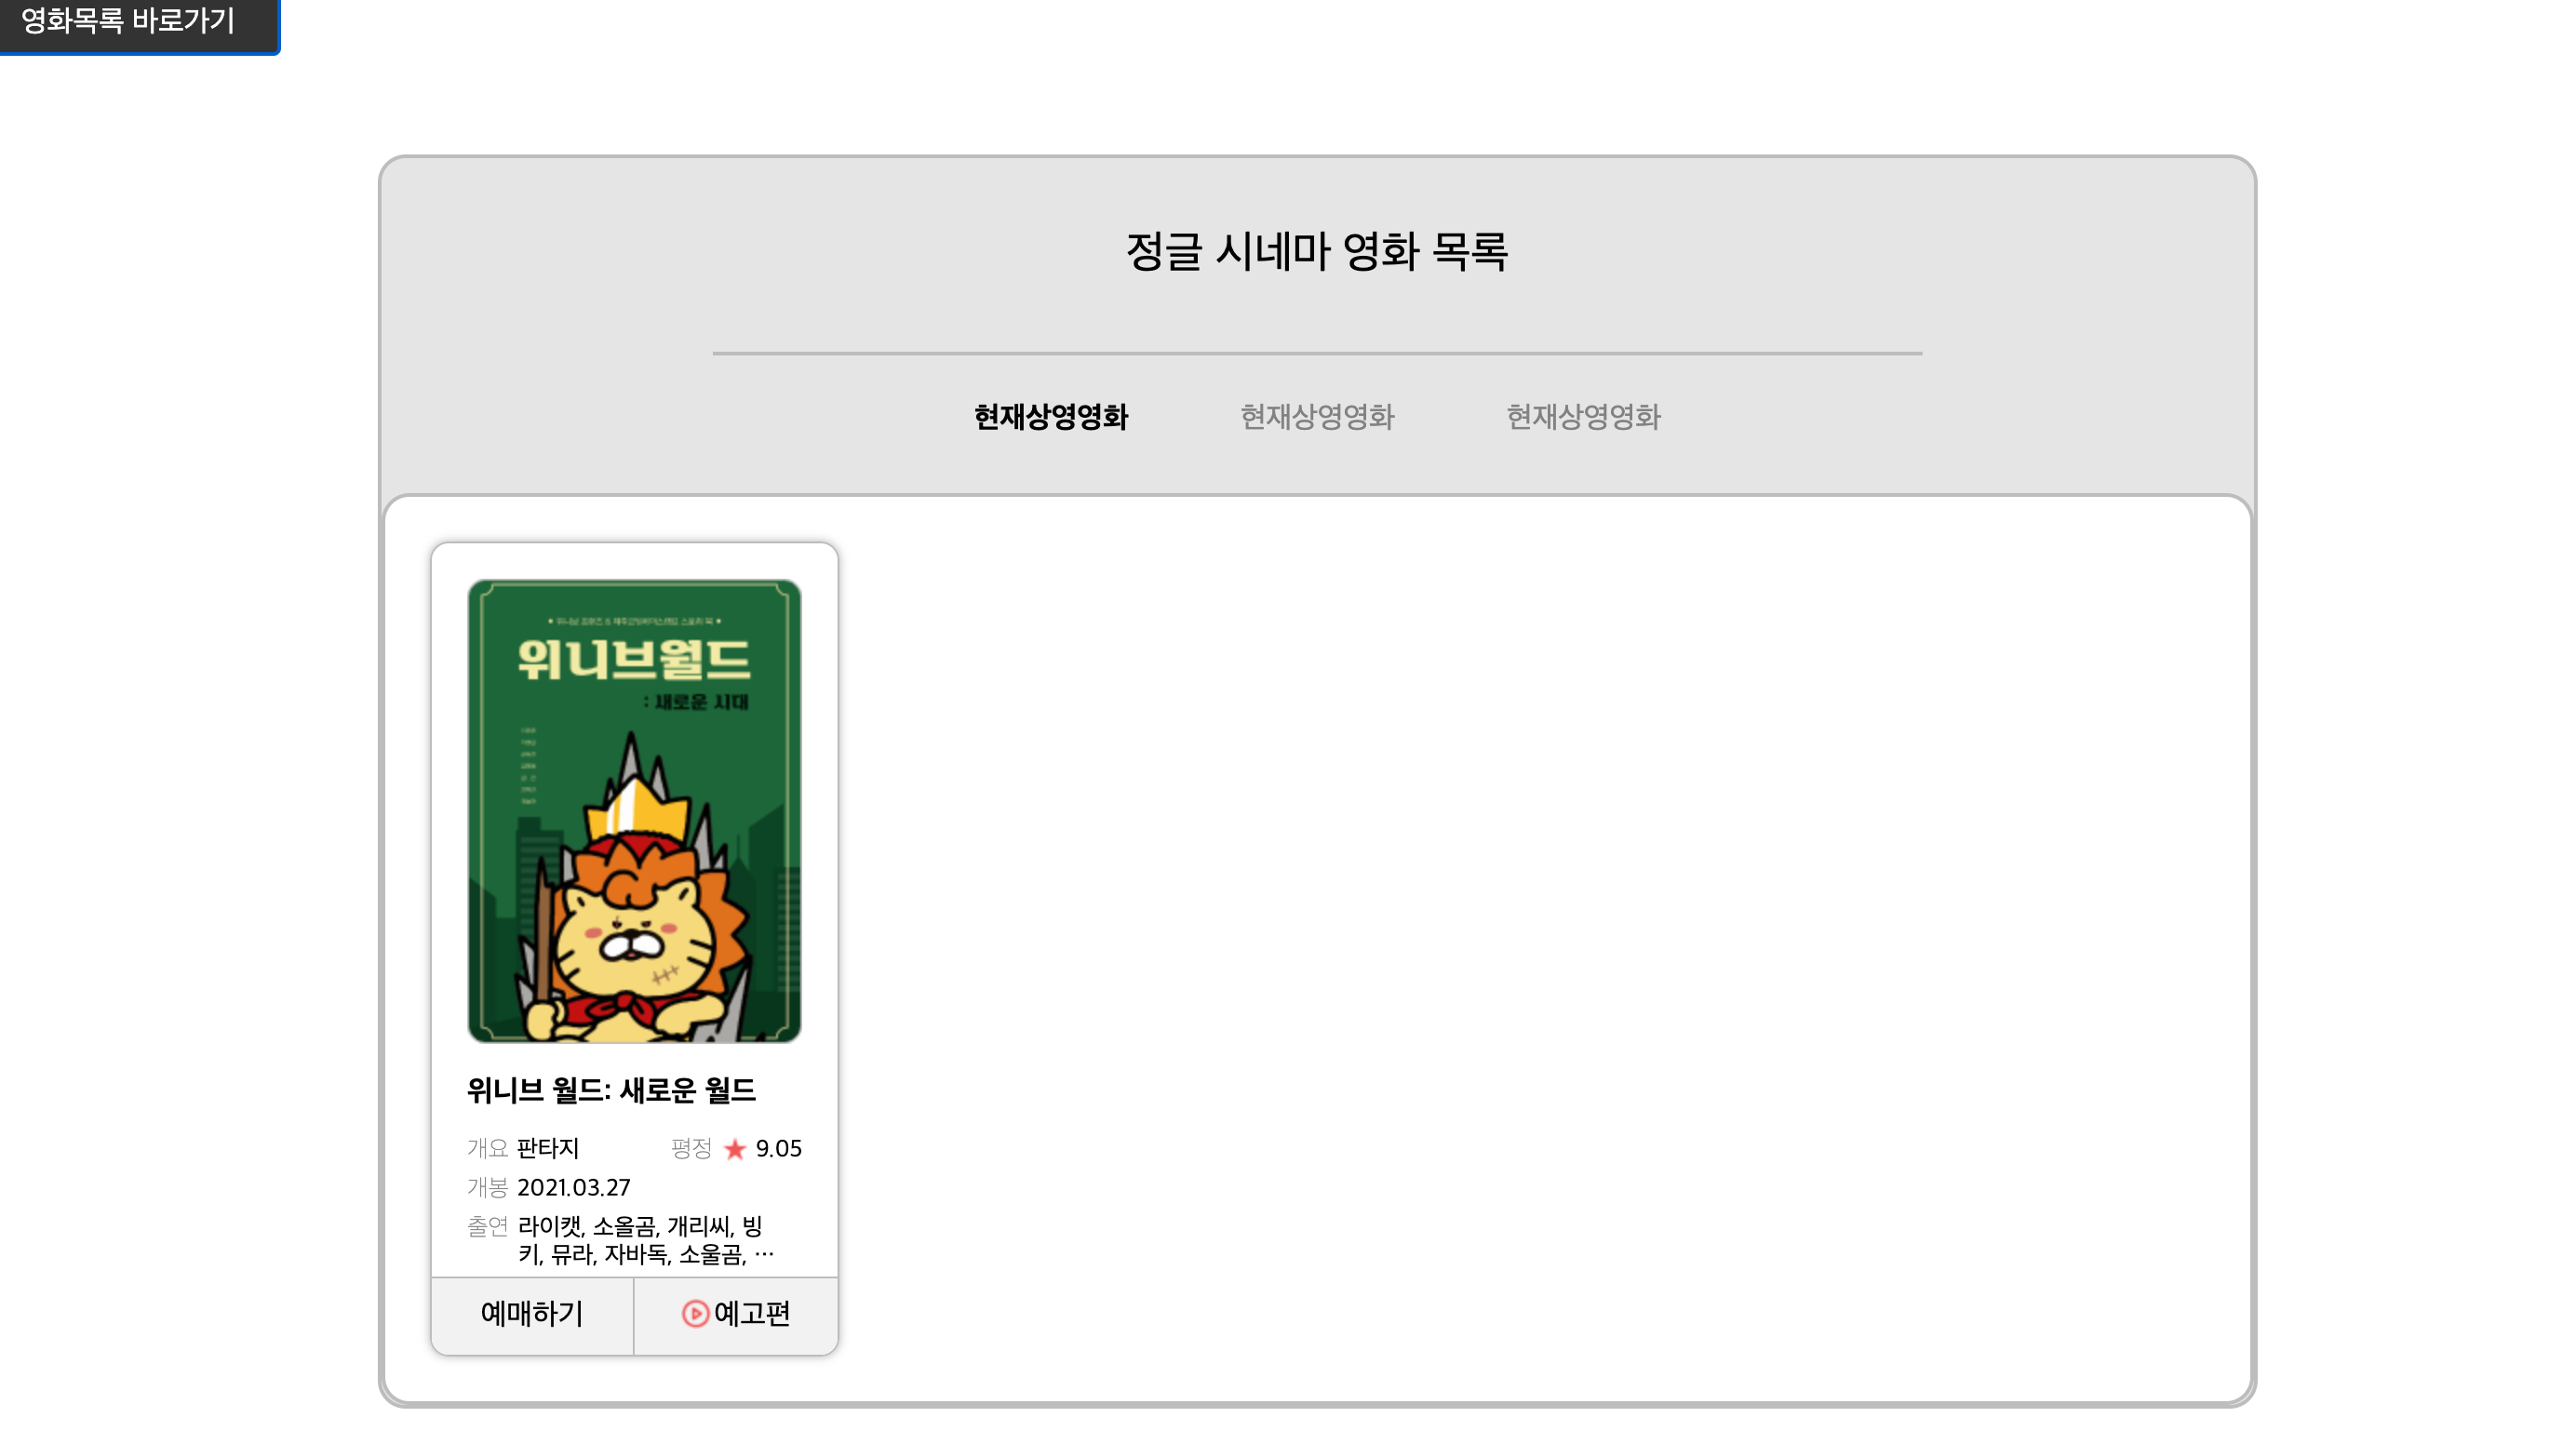 영화목록 바로가기
정글 시네마 영화 목록
현재상영영화 현재상영영화 현재상영영화
위니브월드
: 새로운 시대
위니브 월드: 새로운 월드
개요 판타지 평정 ★ 9.05
개봉 2021.03.27
출연 라이캣, 소울곰, 개리씨, 빙
키, 뮤라, 자바독, 소울곰, …
예매하기 예고편